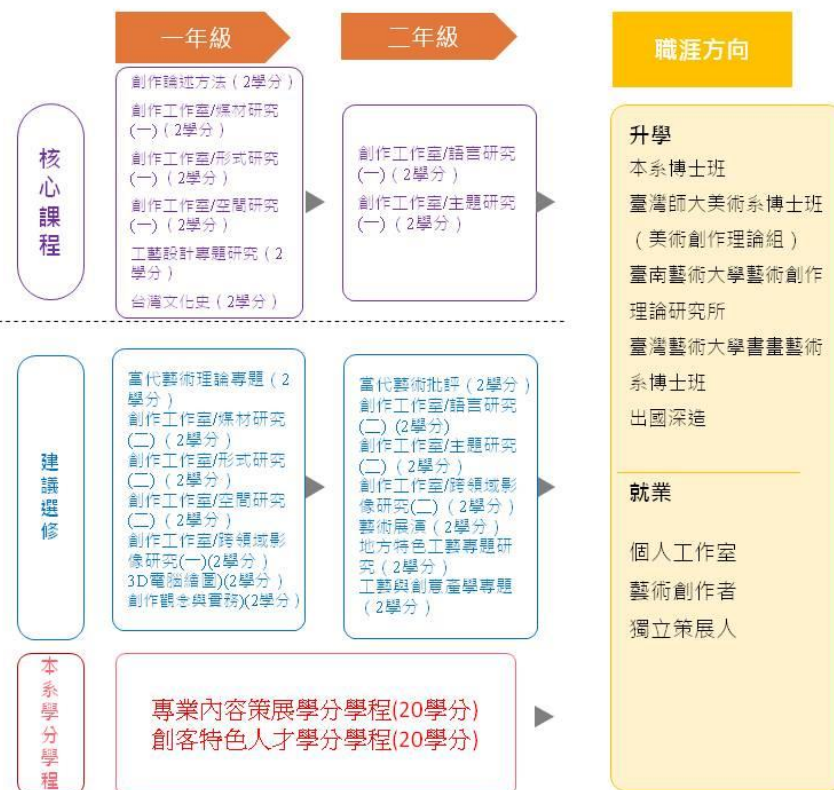 一年級
二年級
職涯方向
核心課程
創作論述方法（2學分）
創作工作室/媒材研究
(一)（2學分）
創作工作室/形式研究
(一)（2學分）
創作工作室/空間研究
(一)（2學分）
工藝設計專題研究（2
學分）
台灣文化史（2學分）
創作工作室/語言研究
(一)（2學分）
創作工作室/主題研究
(一)（2學分）
建議選修
當代藝術理論專題（2
學分）
創作工作室/媒材研究
(二)（2學分）
創作工作室/形式研究
(二)（2學分）
創作工作室/空間研究
(二)（2學分）
創作工作室/跨領域影
像研究(一)(2學分）
3D電腦繪圖)(2學分）
創作觀念與實務)(2學分）
當代藝術批評（2學分）
創作工作室/語言研究
(二) (2學分)
創作工作室/主題研究
(二)（2學分）
創作工作室/跨領域影
像研究(二)（2學分）
藝術展演（2學分）
地方特色工藝專題研
究（2學分）
工藝與創意產學專題
（2學分）
本系學分學程
專業內容策展學分學程(20學分)
創客特色人才學分學程(20學分)
升學
本系博士班
臺灣師大美術系博士班
（美術創作理論組）
臺南藝術大學藝術創作
理論研究所
臺灣藝術大學書畫藝術
系博士班
出國深造
就業
個人工作室
藝術創作者
獨立策展人